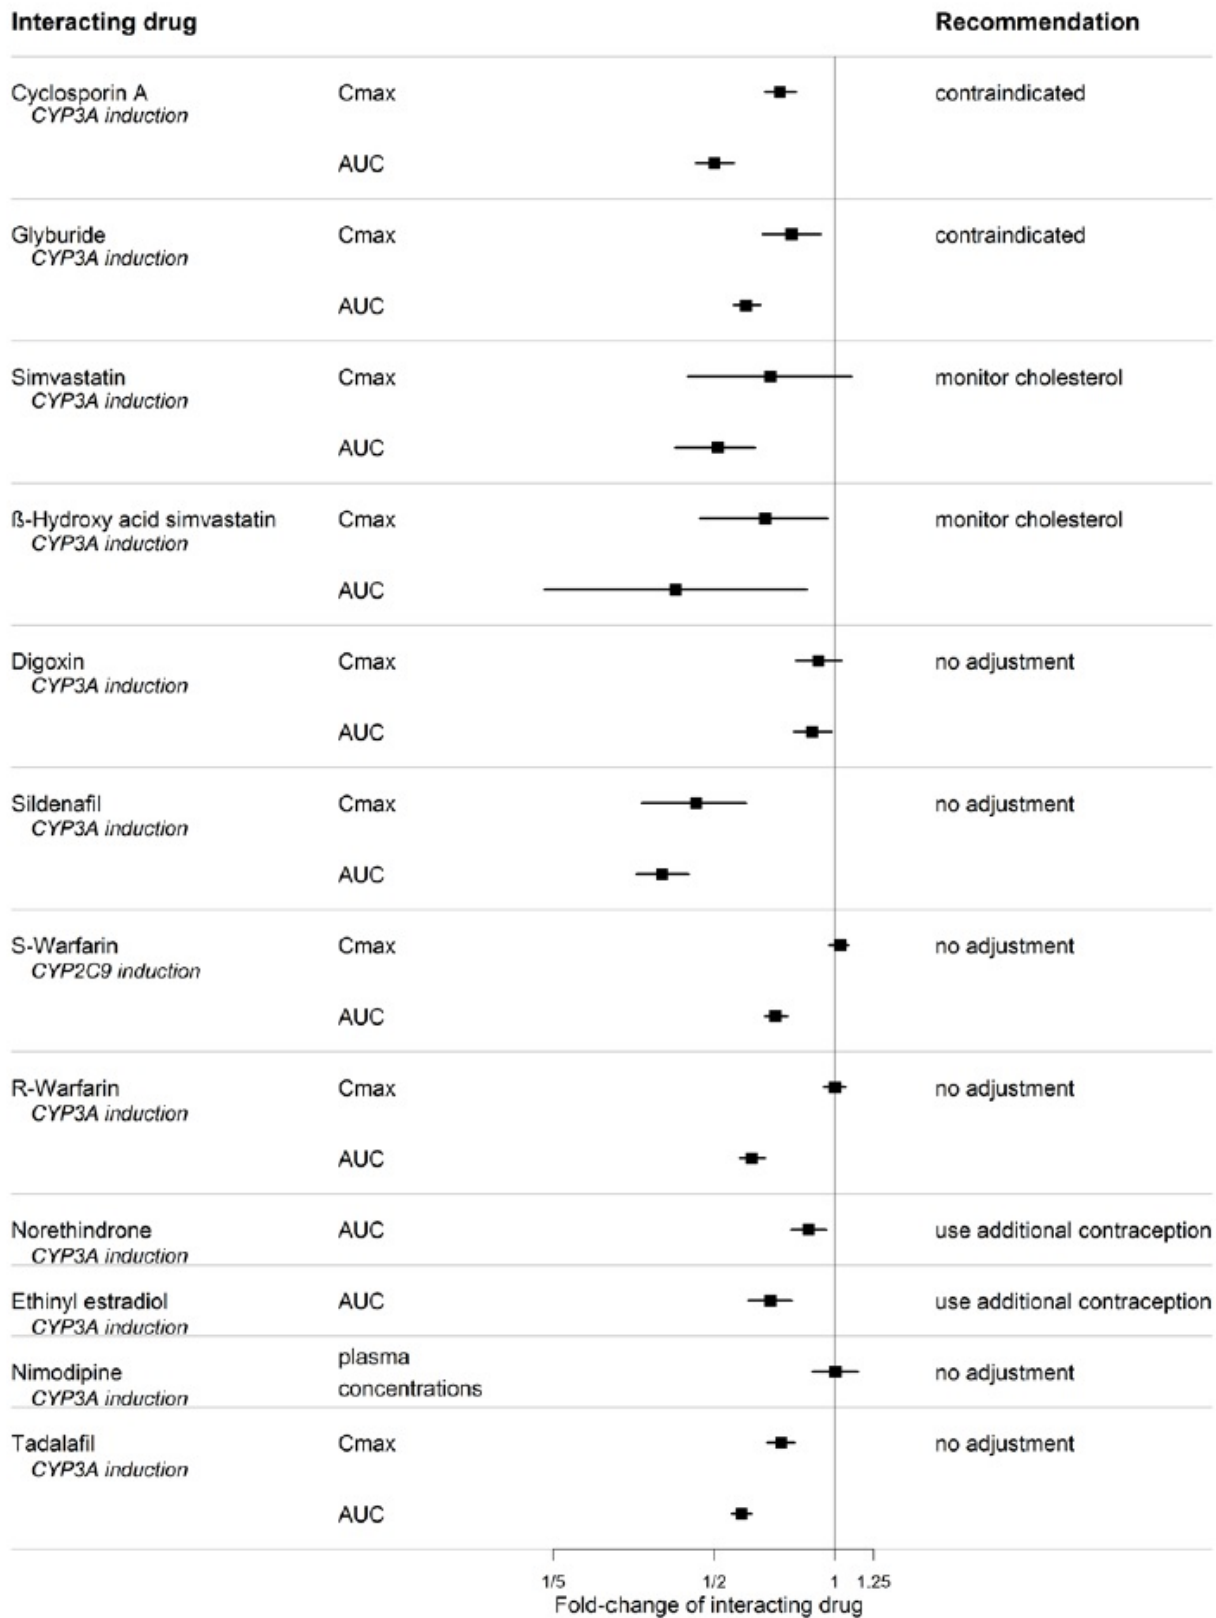 Interacting drug Recommendation
Cyclosporin A Cmax contraindicated
CYP3A induction
AUC
Glyburide Cmax contraindicated
CYP3A induction
AUC
Simvastatin Cmax monitor cholesterol
CYP3A induction
AUC
ß-Hydroxy acid simvastatin Cmax monitor cholesterol
CYP3A induction
AUC
Digoxin Cmax no adjustment
CYP3A induction
AUC
Sildenafil Cmax no adjustment
CYP3A induction
AUC
S-Warfarin Cmax no adjustment
CYP2C9 induction
AUC
R-Warfarin Cmax no adjustment
CYP3A induction
AUC
Norethindrone AUC use additional contraception
CYP3A induction
Ethinyl estradiol AUC use additional contraception
CYP3A induction
plasma
Nimodipine no adjustment
concentrations
CYP3A induction
Tadalafil Cmax no adjustment
CYP3A induction
AUC
1/5 1/2 1 1.25
Fold-change of interacting drug